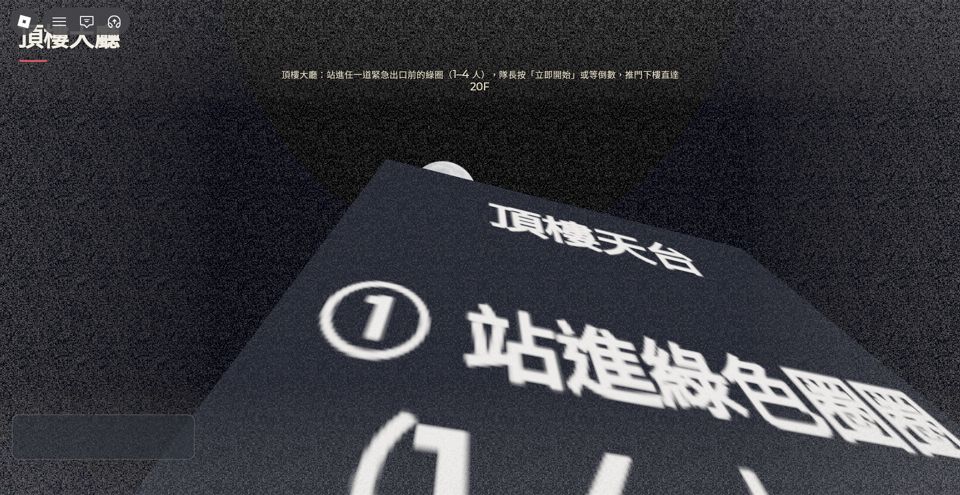 頂樓大廳
頂樓大廳：站進任一道緊急出口前的綠圈（1–4 人），隊長按「立即開始」或等倒數，推門下樓直達
20F
頂樓天台
① 站進綠色圈圈